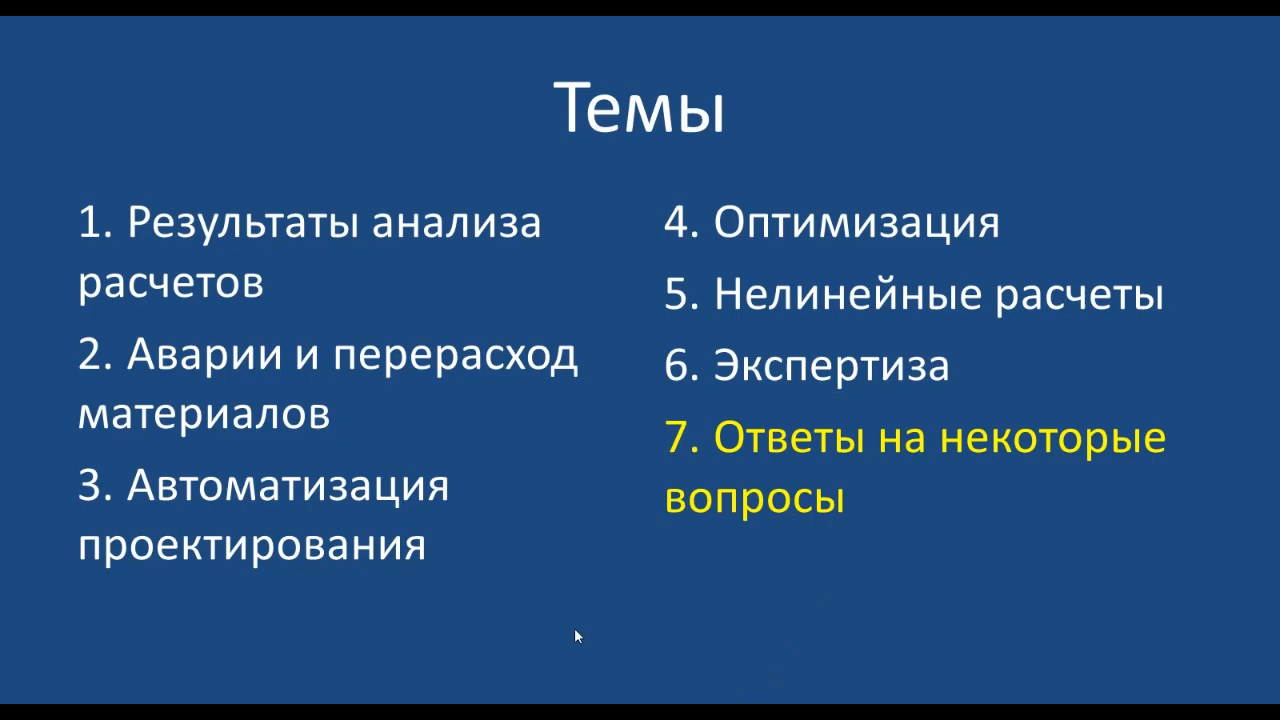 Темы
1. Результаты анализа
расчетов
2. Аварии и перерасход
материалов
3. Автоматизация
проектирования
4. Оптимизация
5. Нелинейные расчеты
6. Экспертиза
7. Ответы на некоторые
вопросы